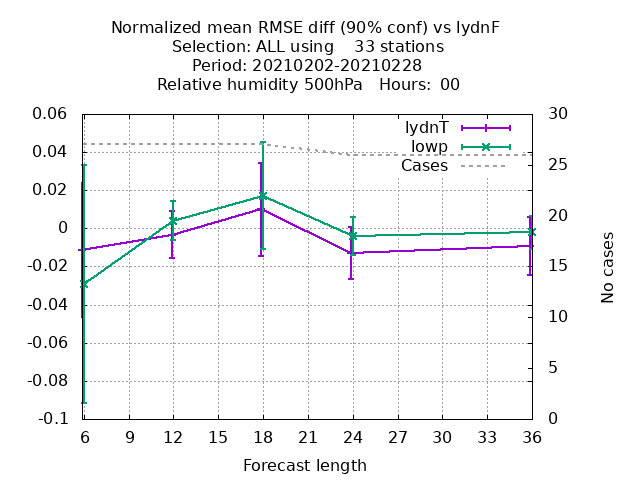 Normalized mean RMSE diff (90% conf) vs lydnF
Selection: ALL using    33 stations
Period: 20210202-20210228
Relative humidity 500hPa   Hours:  00
0.06
0.04
0.02
0
-0.02
-0.04
-0.06
-0.08
-0.1
lydnT
lowp
Cases
30
25
20
15
10
5
0
No cases
6 9 12 15 18 21 24 27 30 33 36
Forecast length